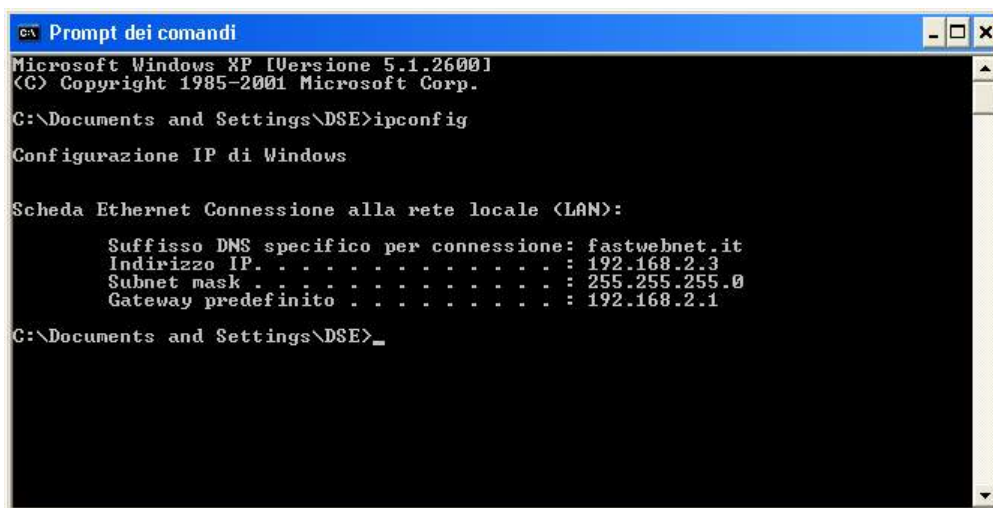 Prompt dei comandi
Microsoft Windows XP [Versione 5.1.2600]
(C) Copyright 1985-2001 Microsoft Corp.
C:\Documents and Settings\DSE>ipconfig
Configurazione IP di Windows
Scheda Ethernet Connessione alla rete locale (LAN):
Suffisso DNS specifico per connessione: fastwebnet.it
Indirizzo IP. . . . . . . . . . . . . : 192.168.2.3
Subnet mask . . . . . . . . . . . . . : 255.255.255.0
Gateway predefinito . . . . . . . . . : 192.168.2.1
C:\Documents and Settings\DSE>_